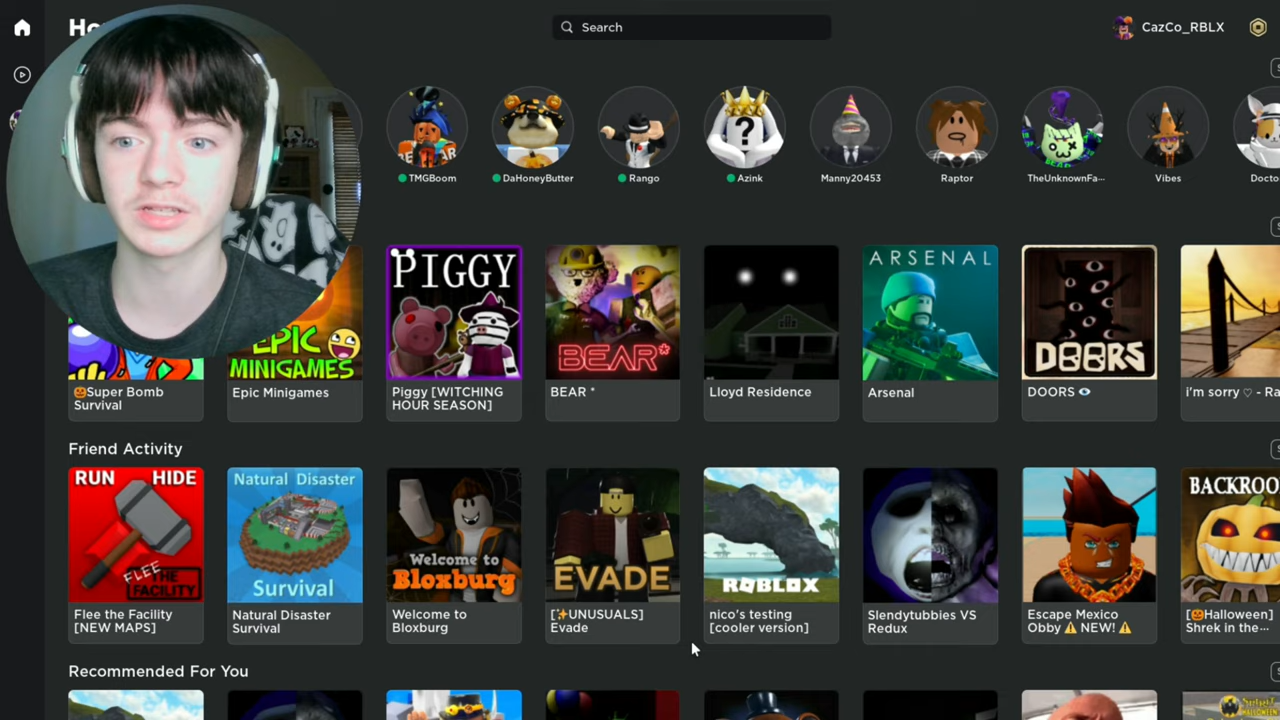 Search
CazCo_RBLX
TMGBoom
DaHoneyButter
Rango
Azink
Manny20453
Raptor
TheUnknownFa...
Vibes
EPIC
MINIGAMES
PIGGY
BEAR*
ARSENAL
DOORS
🎃Super Bomb
Survival
Epic Minigames
Piggy [WITCHING
HOUR SEASON]
BEAR *
Lloyd Residence
Arsenal
DOORS 👁
i'm sorry ♡ - Ra
Friend Activity
RUN HIDE
FLEE THE
FACILITY
Natural Disaster
Survival
Welcome to
Bloxburg
EVADE
ROBLOX
BACKROO
Flee the Facility
[NEW MAPS]
Natural Disaster
Survival
Welcome to
Bloxburg
[✨UNUSUALS]
Evade
nico's testing
[cooler version]
Slendytubbies VS
Redux
Escape Mexico
Obby ⚠ NEW! ⚠
[🎃Halloween]
Shrek in the...
Recommended For You